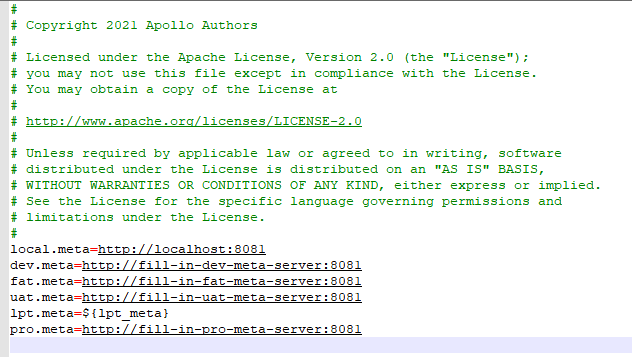 #
# Copyright 2021 Apollo Authors
#
# Licensed under the Apache License, Version 2.0 (the "License");
# you may not use this file except in compliance with the License.
# You may obtain a copy of the License at
#
# http://www.apache.org/licenses/LICENSE-2.0
#
# Unless required by applicable law or agreed to in writing, software
# distributed under the License is distributed on an "AS IS" BASIS,
# WITHOUT WARRANTIES OR CONDITIONS OF ANY KIND, either express or implied.
# See the License for the specific language governing permissions and
# limitations under the License.
#
local.meta=http://localhost:8081
dev.meta=http://fill-in-dev-meta-server:8081
fat.meta=http://fill-in-fat-meta-server:8081
uat.meta=http://fill-in-uat-meta-server:8081
lpt.meta=${lpt_meta}
pro.meta=http://fill-in-pro-meta-server:8081